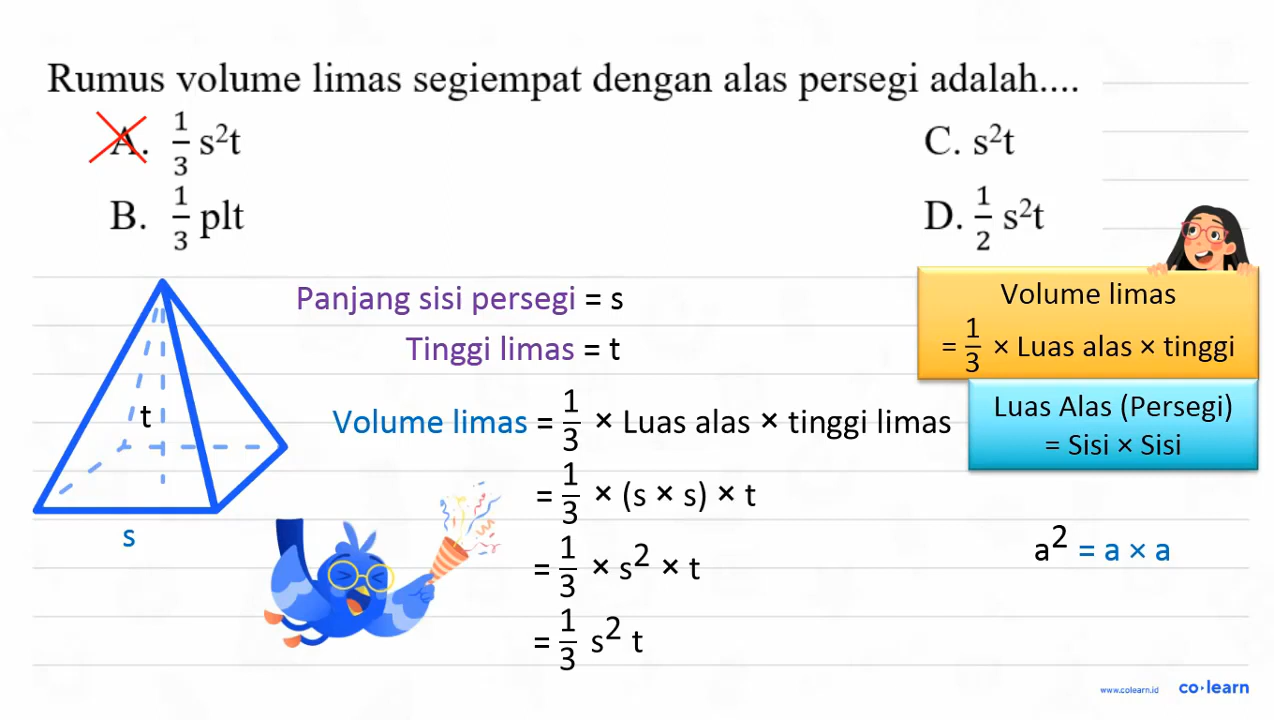 Rumus volume limas segiempat dengan alas persegi adalah....
A. 1/3 s²t
C. s²t
B. 1/3 plt
D. 1/2 s²t
Panjang sisi persegi = s
Tinggi limas = t
Volume limas
= 1/3 × Luas alas × tinggi
Luas Alas (Persegi)
= Sisi × Sisi
t
s
Volume limas = 1/3 × Luas alas × tinggi limas
= 1/3 × (s × s) × t
= 1/3 × s² × t
= 1/3 s² t
a² = a × a
www.colearn.id
co·learn